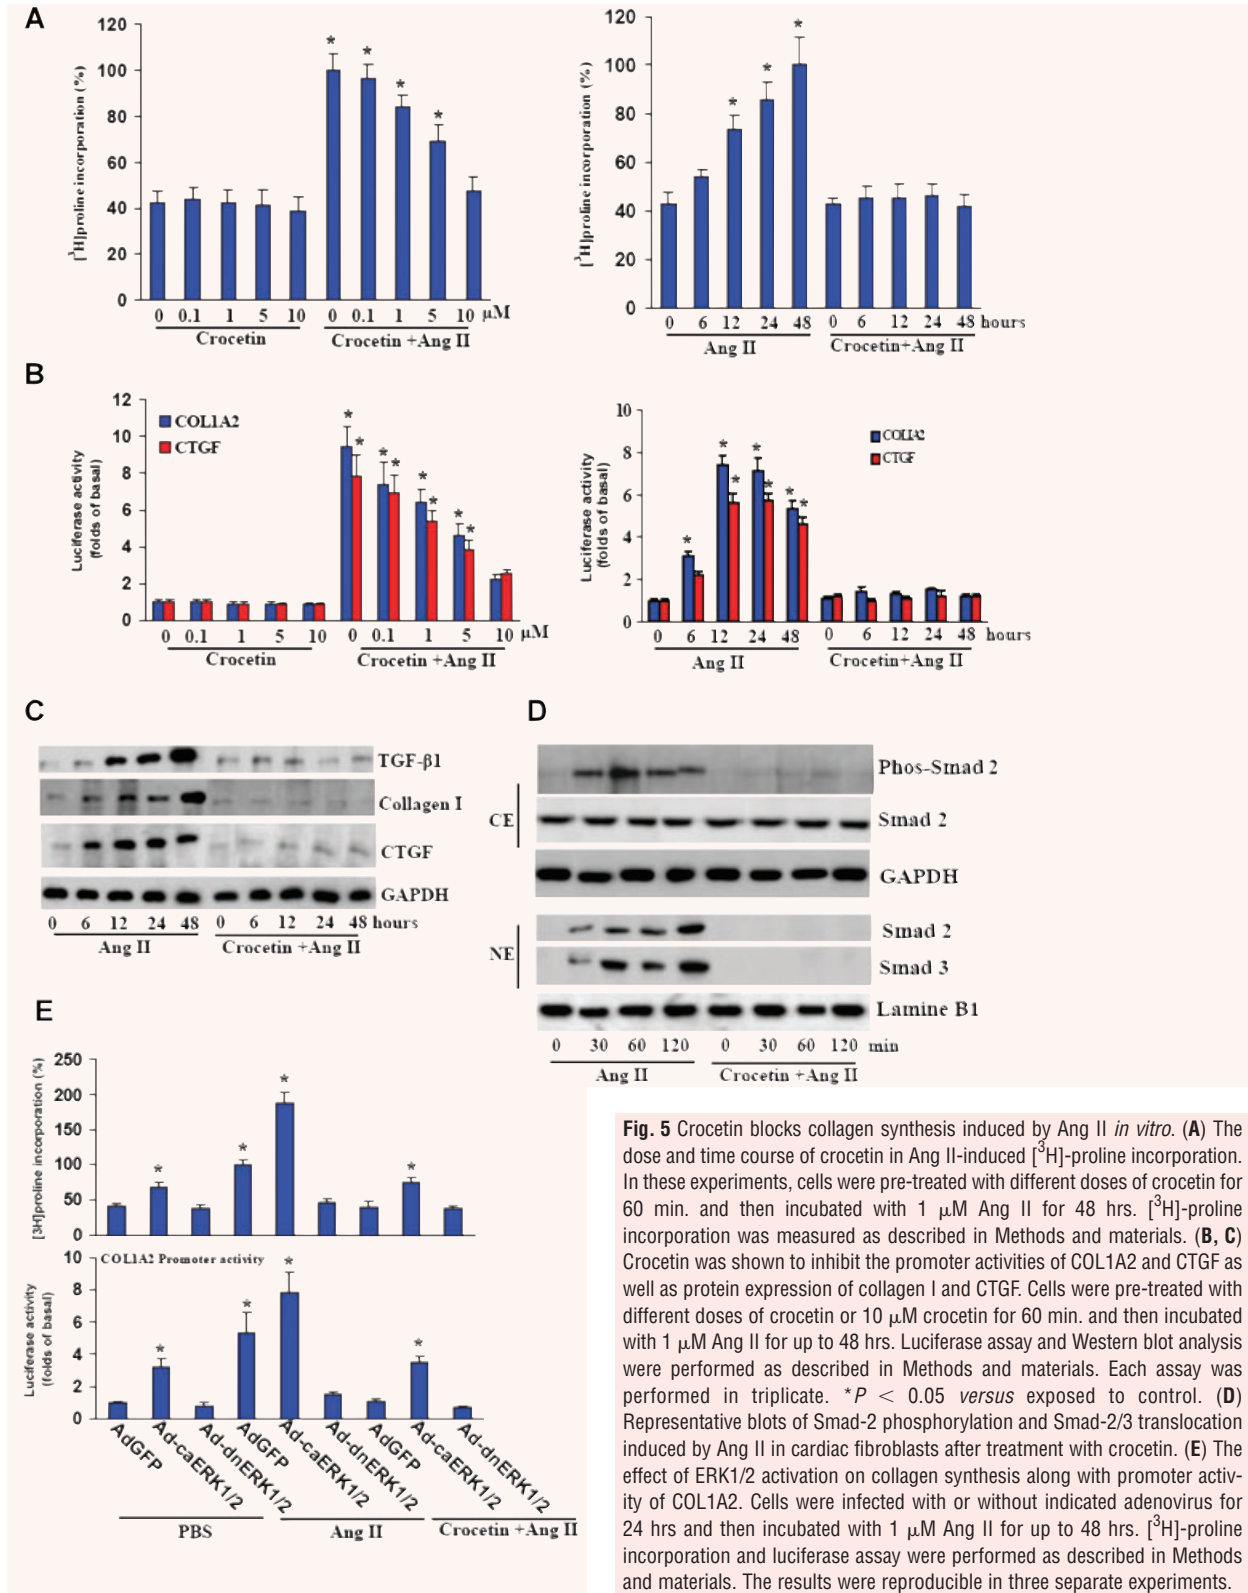 A
[³H]proline incorporation (%)
120
100
80
60
40
20
0
* * * *
0 0.1 1 5 10 0 0.1 1 5 10 μM
Crocetin Crocetin +Ang II
[³H]proline incorporation (%)
120
100
80
60
40
20
0
* * *
0 6 12 24 48 0 6 12 24 48 hours
Ang II Crocetin+Ang II
B
Luciferase activity
(folds of basal)
12
10
8
6
4
2
0
COL1A2
CTGF
* * * * * * * *
0 0.1 1 5 10 0 0.1 1 5 10 μM
Crocetin Crocetin +Ang II
Luciferase activity
(folds of basal)
10
8
6
4
2
0
COL1A2
CTGF
* * * * * * *
0 6 12 24 48 0 6 12 24 48 hours
Ang II Crocetin+Ang II
C
TGF-β1
Collagen I
CTGF
GAPDH
0 6 12 24 48 0 6 12 24 48 hours
Ang II Crocetin +Ang II
D
Phos-Smad 2
CE
Smad 2
GAPDH
Smad 2
NE
Smad 3
Lamine B1
0 30 60 120 0 30 60 120 min
Ang II Crocetin +Ang II
E
[3H]proline incorporation (%)
250
200
150
100
50
0
* * * *
COL1A2 Promoter activity
Luciferase activity
(folds of basal)
10
8
6
4
2
0
* * * *
AdGFP
Ad-caERK1/2
Ad-dnERK1/2
AdGFP
Ad-caERK1/2
Ad-dnERK1/2
AdGFP
Ad-caERK1/2
Ad-dnERK1/2
PBS Ang II Crocetin +Ang II
Fig. 5 Crocetin blocks collagen synthesis induced by Ang II in vitro. (A) The
dose and time course of crocetin in Ang II-induced [³H]-proline incorporation.
In these experiments, cells were pre-treated with different doses of crocetin for
60 min. and then incubated with 1 μM Ang II for 48 hrs. [³H]-proline
incorporation was measured as described in Methods and materials. (B, C)
Crocetin was shown to inhibit the promoter activities of COL1A2 and CTGF as
well as protein expression of collagen I and CTGF. Cells were pre-treated with
different doses of crocetin or 10 μM crocetin for 60 min. and then incubated
with 1 μM Ang II for up to 48 hrs. Luciferase assay and Western blot analysis
were performed as described in Methods and materials. Each assay was
performed in triplicate. *P < 0.05 versus exposed to control. (D)
Representative blots of Smad-2 phosphorylation and Smad-2/3 translocation
induced by Ang II in cardiac fibroblasts after treatment with crocetin. (E) The
effect of ERK1/2 activation on collagen synthesis along with promoter activ-
ity of COL1A2. Cells were infected with or without indicated adenovirus for
24 hrs and then incubated with 1 μM Ang II for up to 48 hrs. [³H]-proline
incorporation and luciferase assay were performed as described in Methods
and materials. The results were reproducible in three separate experiments.